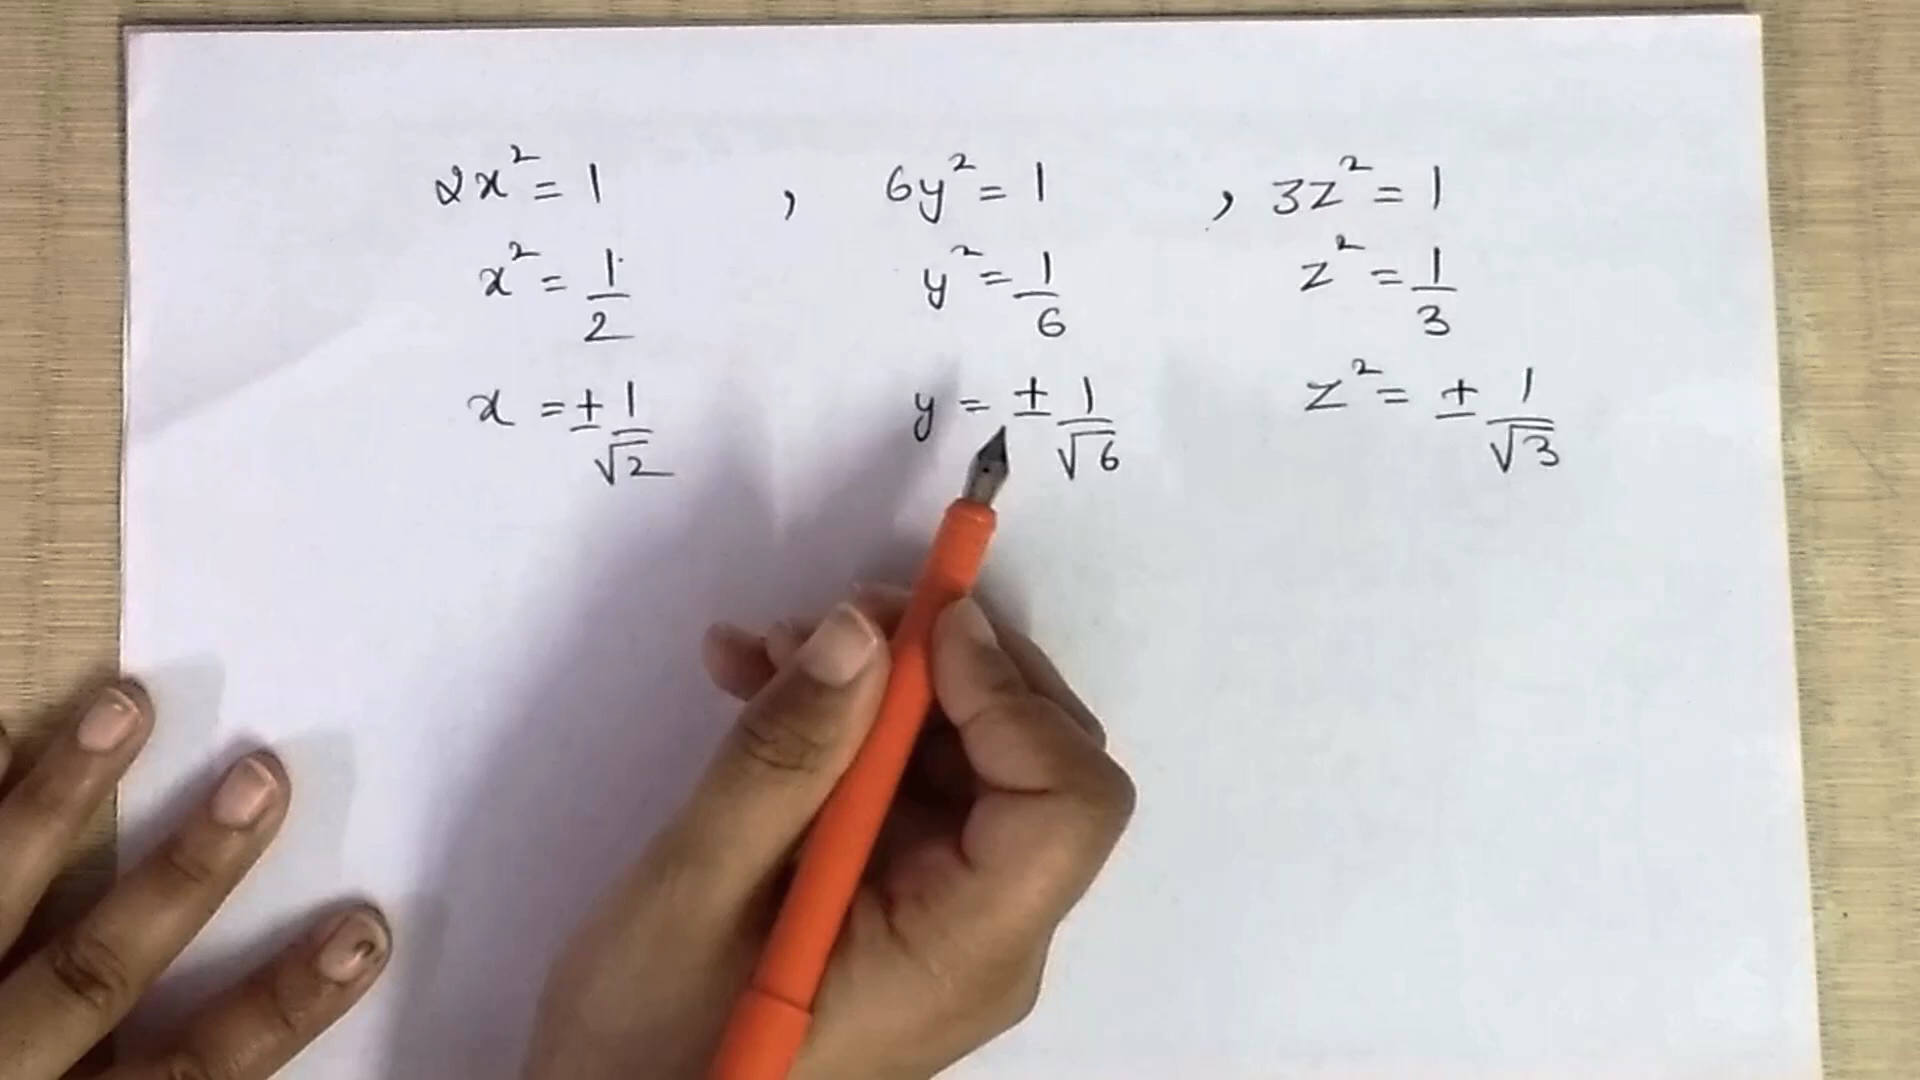 2x² = 1 , 6y² = 1 , 3z² = 1
x² = 1/2 y² = 1/6 z² = 1/3
x = ± 1/√2 y = ± 1/√6 z² = ± 1/√3